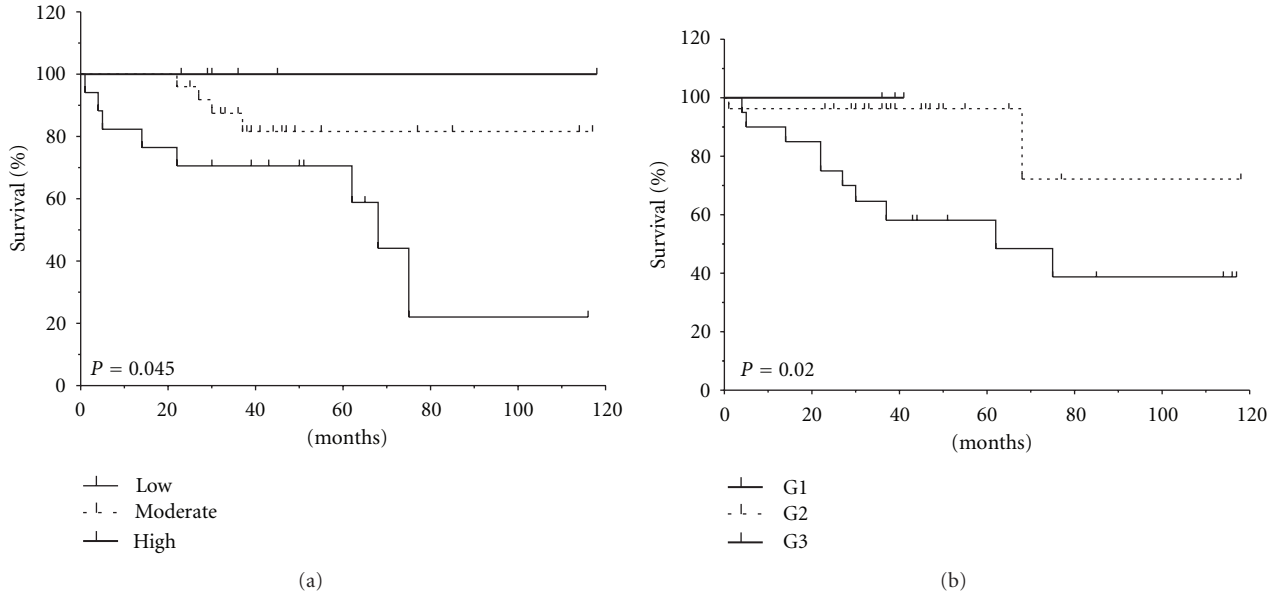 120
100
80
60
40
20
0
Survival (%)
P = 0.045
0 20 40 60 80 100 120
(months)
Low
Moderate
High
(a)
120
100
80
60
40
20
0
Survival (%)
P = 0.02
0 20 40 60 80 100 120
(months)
G1
G2
G3
(b)